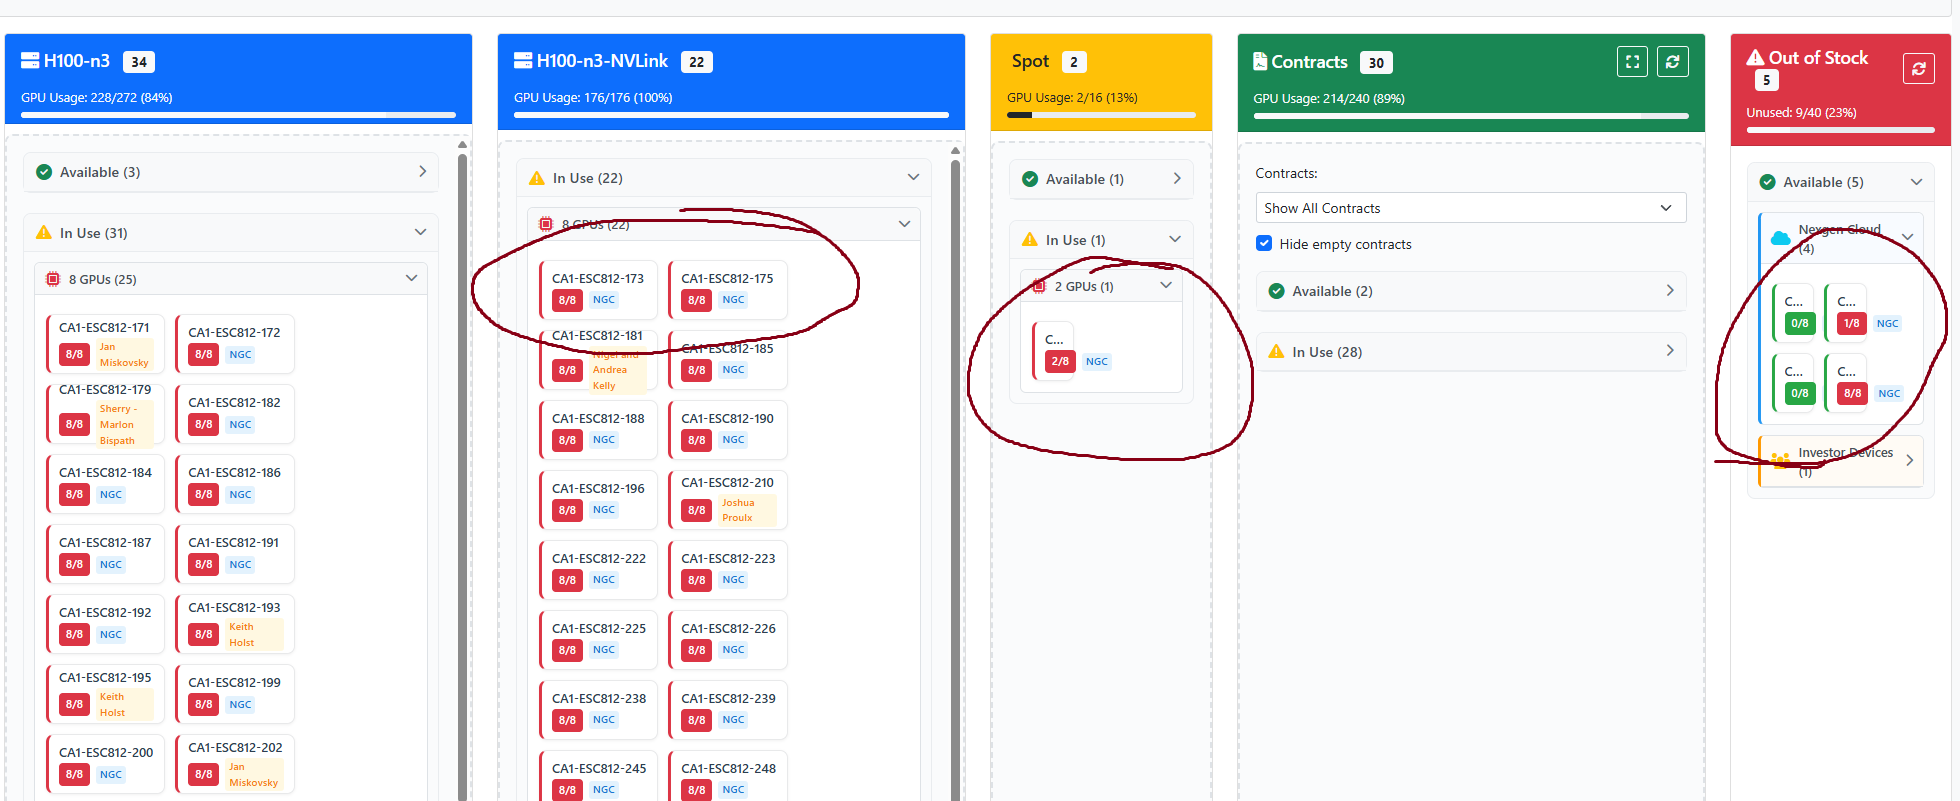 H100-n3 34
GPU Usage: 228/272 (84%)
Available (3)
In Use (31)
8 GPUs (25)
CA1-ESC812-171
8/8 Jan Miskovsky
CA1-ESC812-172
8/8 NGC
CA1-ESC812-179
8/8 Sherry - Marlon Bispath
CA1-ESC812-182
8/8 NGC
CA1-ESC812-184
8/8 NGC
CA1-ESC812-186
8/8 NGC
CA1-ESC812-187
8/8 NGC
CA1-ESC812-191
8/8 NGC
CA1-ESC812-192
8/8 NGC
CA1-ESC812-193
8/8 Keith Holst
CA1-ESC812-195
8/8 Keith Holst
CA1-ESC812-199
8/8 NGC
CA1-ESC812-200
8/8 NGC
CA1-ESC812-202
8/8 Jan Miskovsky
H100-n3-NVLink 22
GPU Usage: 176/176 (100%)
In Use (22)
8 GPUs (22)
CA1-ESC812-173
8/8 NGC
CA1-ESC812-175
8/8 NGC
CA1-ESC812-181
8/8 Nigel and Andrea Kelly
CA1-ESC812-185
8/8 NGC
CA1-ESC812-188
8/8 NGC
CA1-ESC812-190
8/8 NGC
CA1-ESC812-196
8/8 NGC
CA1-ESC812-210
8/8 Joshua Proulx
CA1-ESC812-222
8/8 NGC
CA1-ESC812-223
8/8 NGC
CA1-ESC812-225
8/8 NGC
CA1-ESC812-226
8/8 NGC
CA1-ESC812-238
8/8 NGC
CA1-ESC812-239
8/8 NGC
CA1-ESC812-245
8/8 NGC
CA1-ESC812-248
8/8 NGC
Spot 2
GPU Usage: 2/16 (13%)
Available (1)
In Use (1)
2 GPUs (1)
C...
2/8 NGC
Contracts 30
GPU Usage: 214/240 (89%)
Contracts:
Show All Contracts
Hide empty contracts
Available (2)
In Use (28)
Out of Stock
5
Unused: 9/40 (23%)
Available (5)
Nexgen Cloud
(4)
C...
0/8
C...
1/8 NGC
C...
0/8
C...
8/8 NGC
Investor Devices
(1)